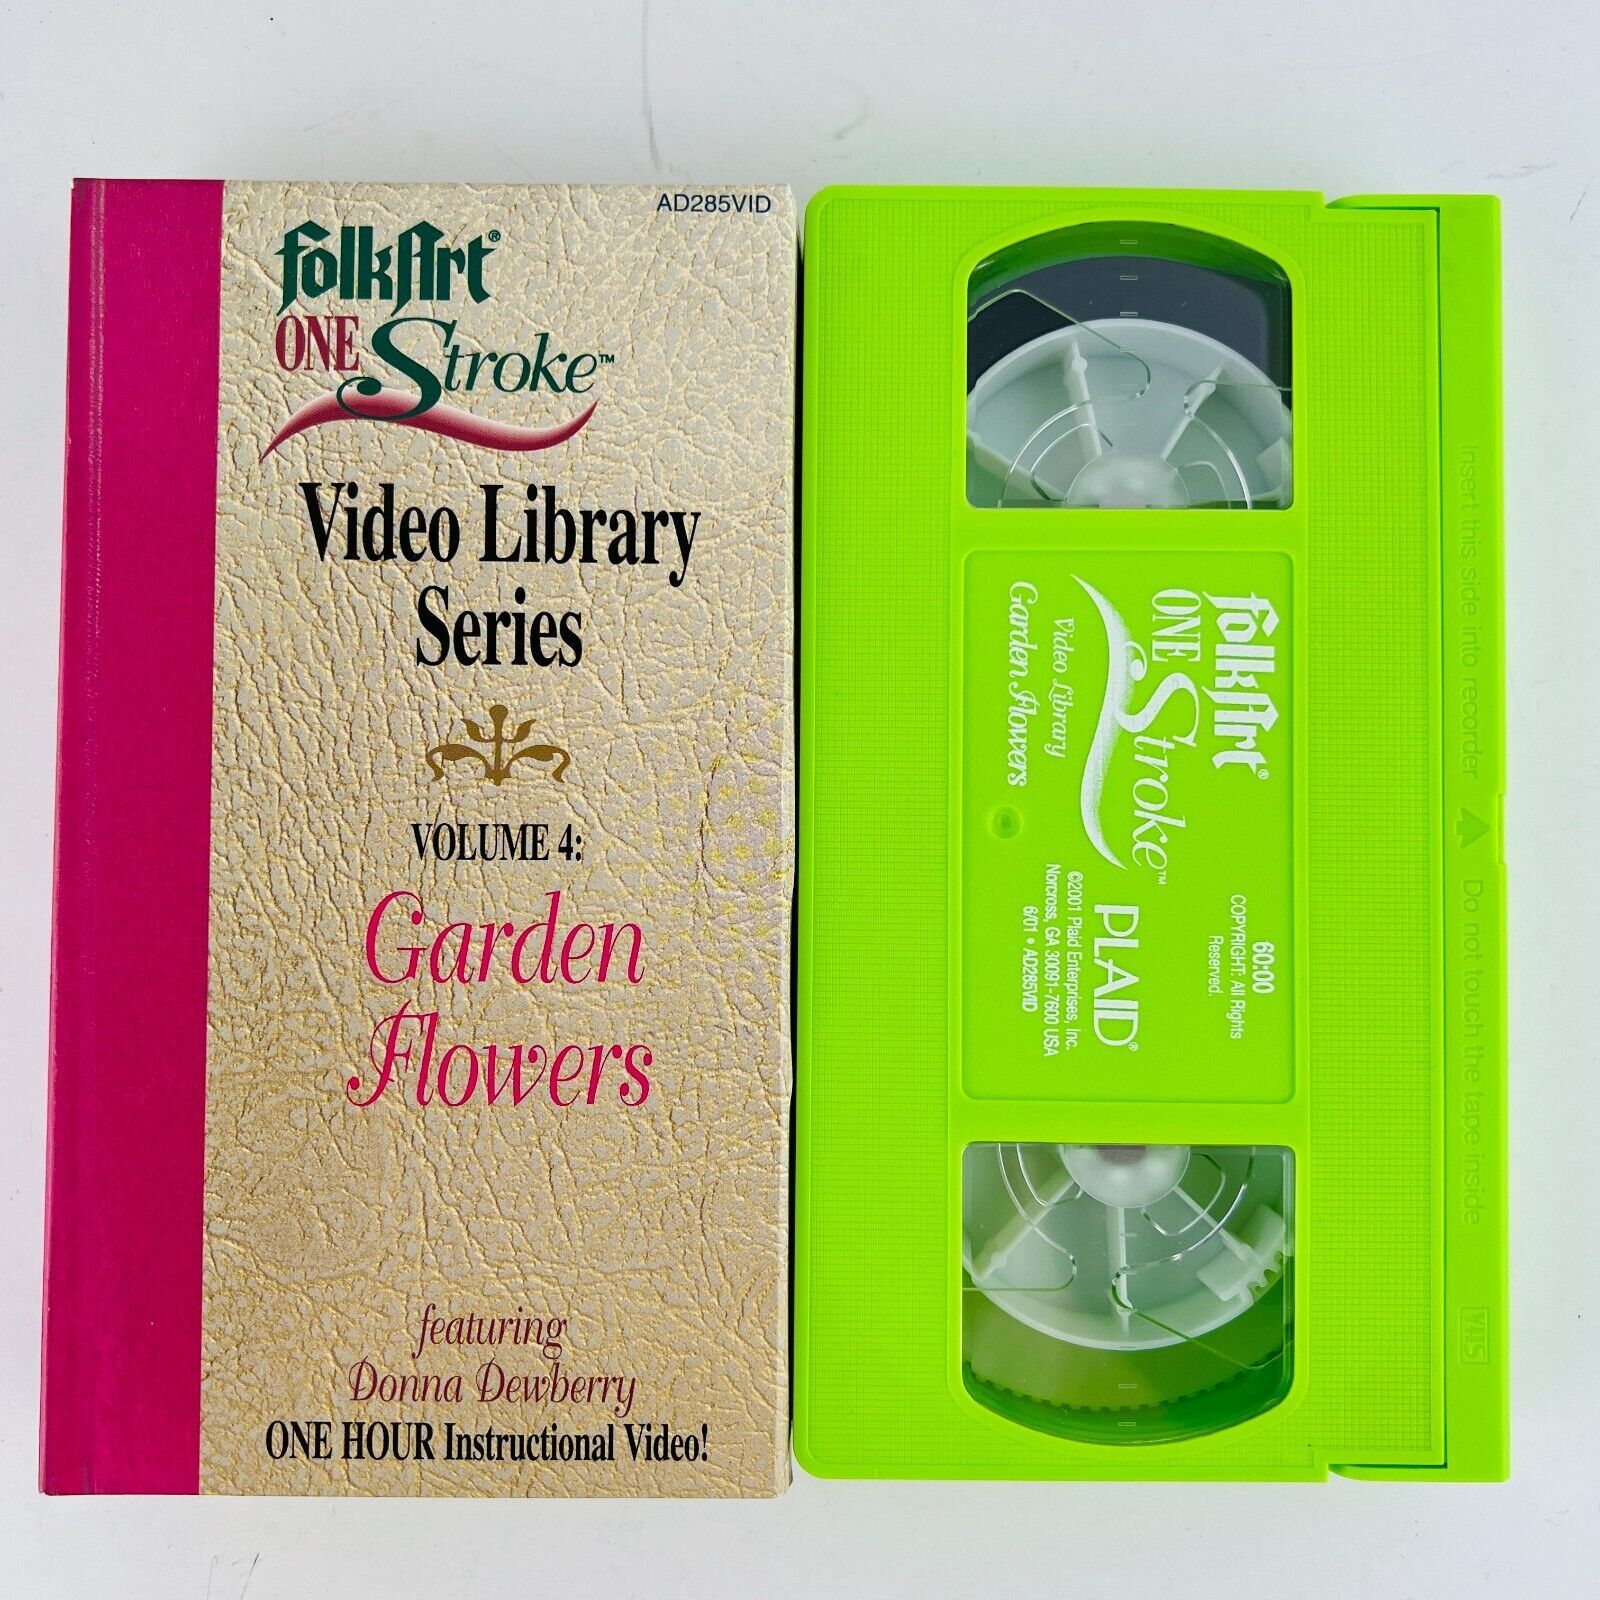 AD285VID
folkArt®
ONE Stroke™
Video Library
Series
VOLUME 4:
Garden
Flowers
featuring
Donna Dewberry
ONE HOUR Instructional Video!
folkArt®
ONE Stroke™
Video Library
Garden Flowers
60:00
COPYRIGHT: All Rights
Reserved.
PLAID®
©2001 Plaid Enterprises, Inc.
Norcross, GA 30091-7600 USA
6/01 • AD285VID
Insert this side into recorder
Do not touch the tape inside
VHS